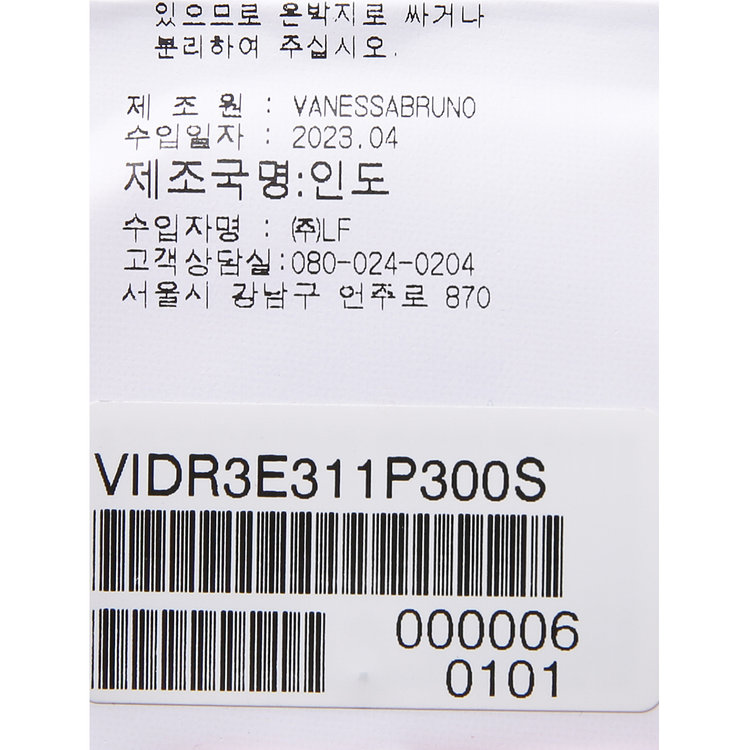 있으므로 은박지로 싸거나
분리하여 주십시오.
제 조 원 : VANESSABRUNO
수입일자 : 2023.04
제조국명:인도
수입자명 : ㈜LF
고객상담실:080-024-0204
서울시 강남구 언주로 870
VIDR3E311P300S
000006
0101